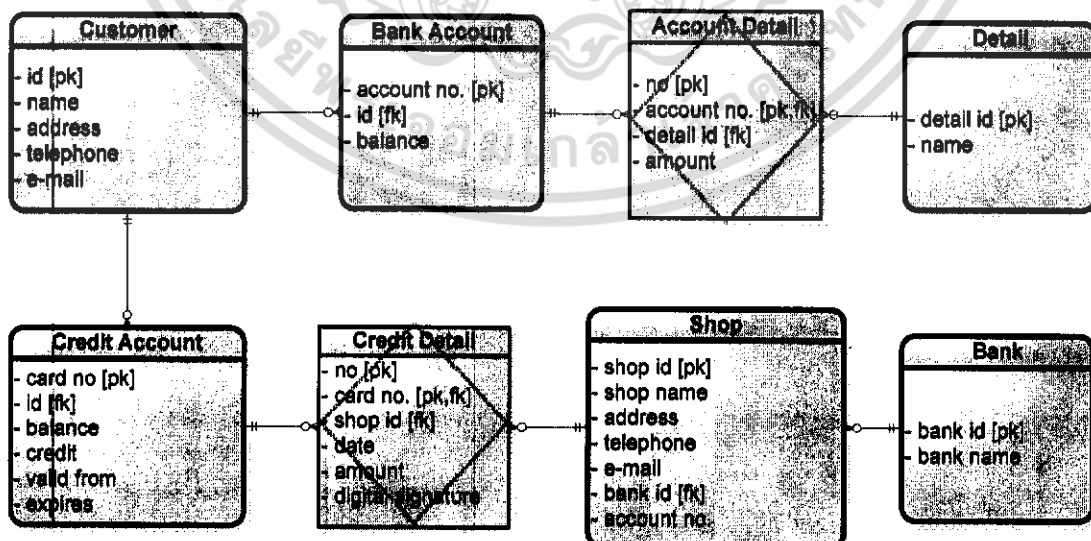 Customer
- id [pk]
- name
- address
- telephone
- e-mail
Bank Account
account no. [pk]
- id [fk]
- balance
Account Detail
- no [pk]
account no. [pk,fk]
- detail id [fk]
- amount
Detail
- detail id [pk]
- name
Credit Account
- card no [pk]
- id [fk]
- balance
- credit
- valid from
- expires
Credit Detail
- no [pk]
- card no. [pk,fk]
- shop id [fk]
- date
- amount
- digital signature
Shop
- shop id [pk]
- shop name
- address
- telephone
- e-mail
- bank id [fk]
- account no.
Bank
- bank id [pk]
- bank name